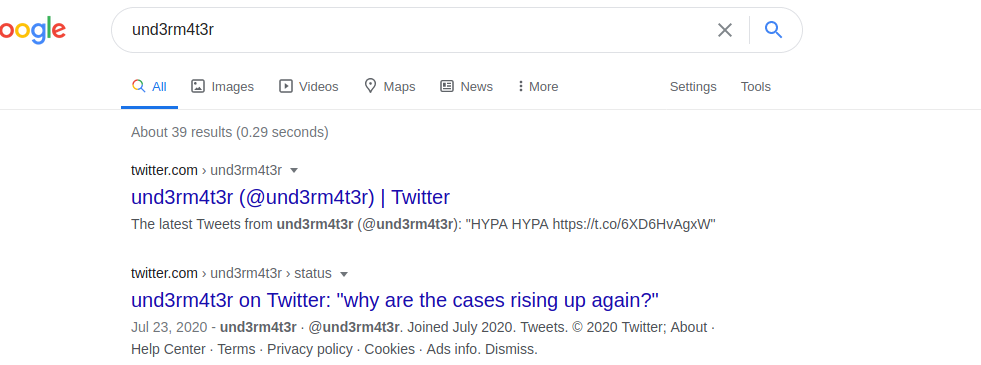 oogle und3rm4t3r
All Images Videos Maps News More Settings Tools
About 39 results (0.29 seconds)
twitter.com › und3rm4t3r
und3rm4t3r (@und3rm4t3r) | Twitter
The latest Tweets from und3rm4t3r (@und3rm4t3r): "HYPA HYPA https://t.co/6XD6HvAgxW"
twitter.com › und3rm4t3r › status
und3rm4t3r on Twitter: "why are the cases rising up again?"
Jul 23, 2020 - und3rm4t3r · @und3rm4t3r. Joined July 2020. Tweets. © 2020 Twitter; About ·
Help Center · Terms · Privacy policy · Cookies · Ads info. Dismiss.